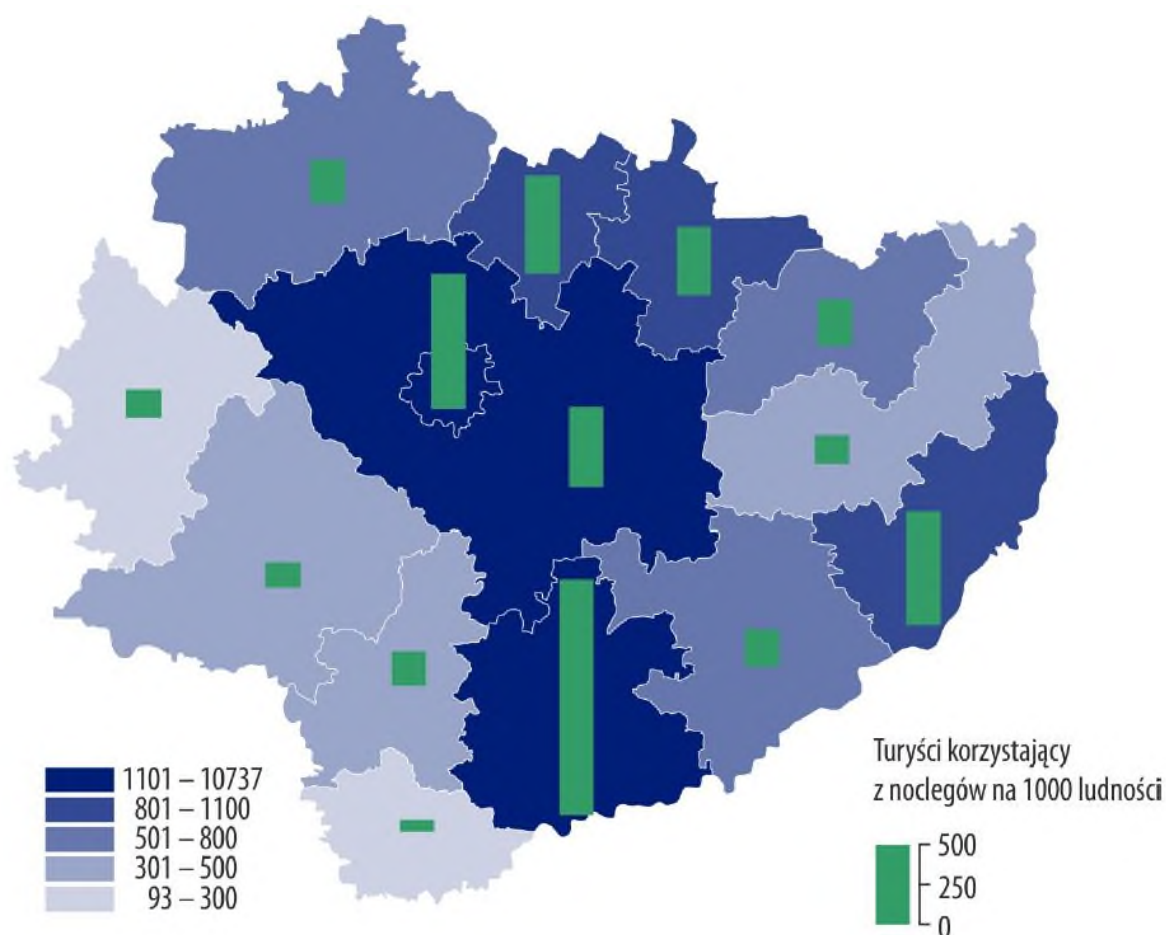 1101 – 10737
801 – 1100
501 – 800
301 – 500
93 – 300
Turyści korzystający
z noclegów na 1000 ludności
500
250
0